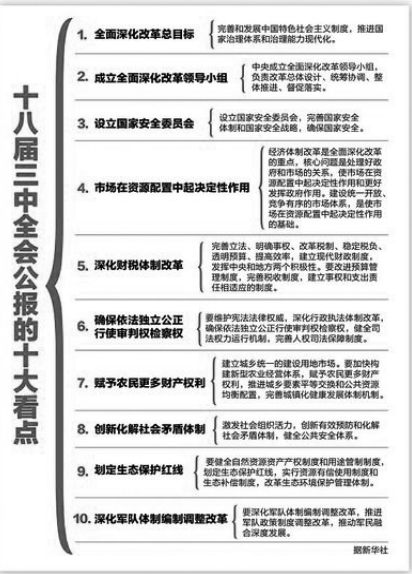 十八届三中全会公报的十大看点
1. 全面深化改革总目标
完善和发展中国特色社会主义制度,推进国
家治理体系和治理能力现代化。
2. 成立全面深化改革领导小组
中央成立全面深化改革领导小组,
负责改革总体设计、统筹协调、整
体推进、督促落实。
3. 设立国家安全委员会
设立国家安全委员会,完善国家安全
体制和国家安全战略,确保国家安全。
4. 市场在资源配置中起决定性作用
经济体制改革是全面深化改革
的重点,核心问题是处理好政
府和市场的关系,使市场在资
源配置中起决定性作用和更好
发挥政府作用。建设统一开放、
竞争有序的市场体系,是使市
场在资源配置中起决定性作用
的基础。
5. 深化财税体制改革
完善立法、明确事权、改革税制、稳定税负、
透明预算、提高效率,建立现代财政制度,
发挥中央和地方两个积极性。要改进预算管
理制度,完善税收制度,建立事权和支出责
任相适应的制度。
6. 确保依法独立公正
行使审判权检察权
要维护宪法法律权威,深化行政执法体制改革,
确保依法独立公正行使审判权检察权,健全司
法权力运行机制,完善人权司法保障制度。
7. 赋予农民更多财产权利
建立城乡统一的建设用地市场。要加快构
建新型农业经营体系,赋予农民更多财产
权利,推进城乡要素平等交换和公共资源
均衡配置,完善城镇化健康发展体制机制。
8. 创新化解社会矛盾体制
激发社会组织活力,创新有效预防和化解
社会矛盾体制,健全公共安全体系。
9. 划定生态保护红线
要健全自然资源资产产权制度和用途管制制度,
划定生态保护红线,实行资源有偿使用制度和
生态补偿制度,改革生态环境保护管理体制。
10. 深化军队体制编制调整改革
要深化军队体制编制调整改革,推进
军队政策制度调整改革,推动军民融
合深度发展。
据新华社